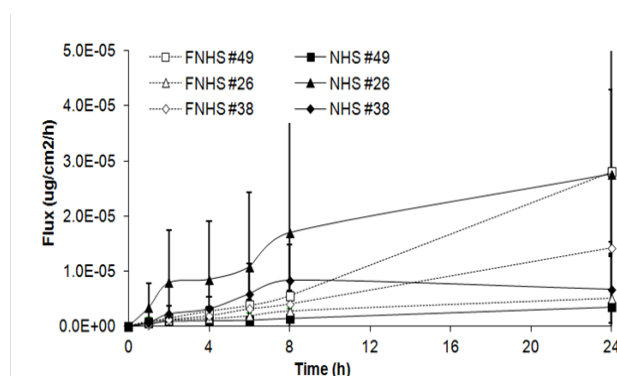 5.0E-05
FNHS #49 NHS #49
FNHS #26 NHS #26
4.0E-05
FNHS #38 NHS #38
3.0E-05
2.0E-05
1.0E-05
0.0E+00
0 4 8 12 16 20 24
Time (h)
Flux (ug/cm2/h)